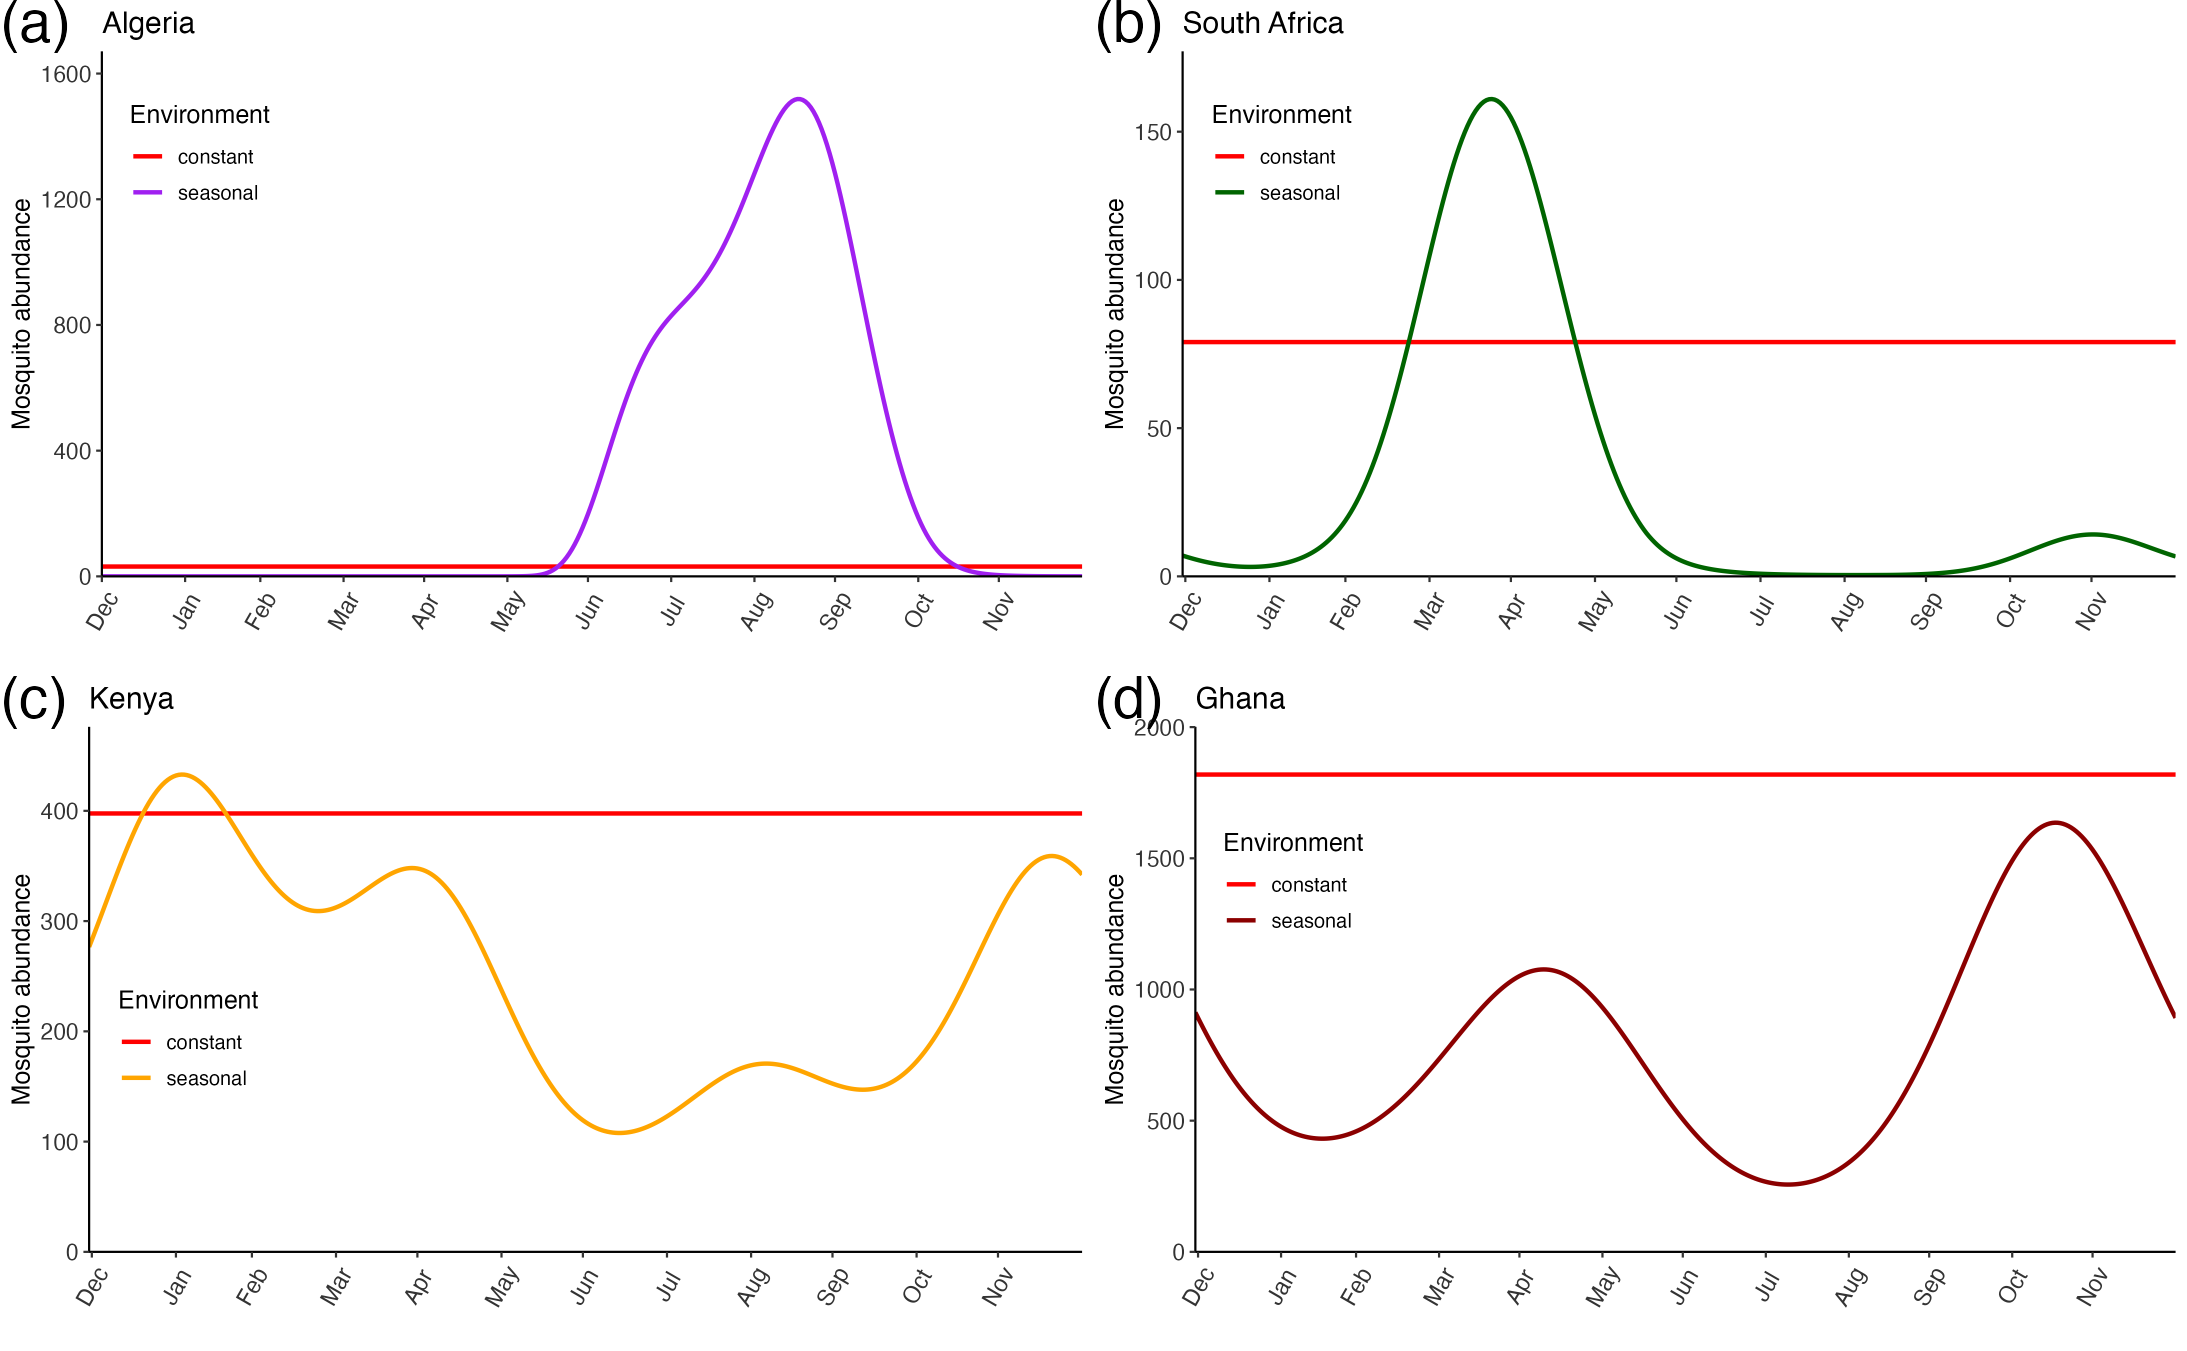 (a) Algeria
1600
1200
800
400
0
Mosquito abundance
Environment
constant
seasonal
Dec Jan Feb Mar Apr May Jun Jul Aug Sep Oct Nov
(b) South Africa
150
100
50
0
Mosquito abundance
Environment
constant
seasonal
Dec Jan Feb Mar Apr May Jun Jul Aug Sep Oct Nov
(c) Kenya
400
300
200
100
0
Mosquito abundance
Environment
constant
seasonal
Dec Jan Feb Mar Apr May Jun Jul Aug Sep Oct Nov
(d) Ghana
2000
1500
1000
500
0
Mosquito abundance
Environment
constant
seasonal
Dec Jan Feb Mar Apr May Jun Jul Aug Sep Oct Nov